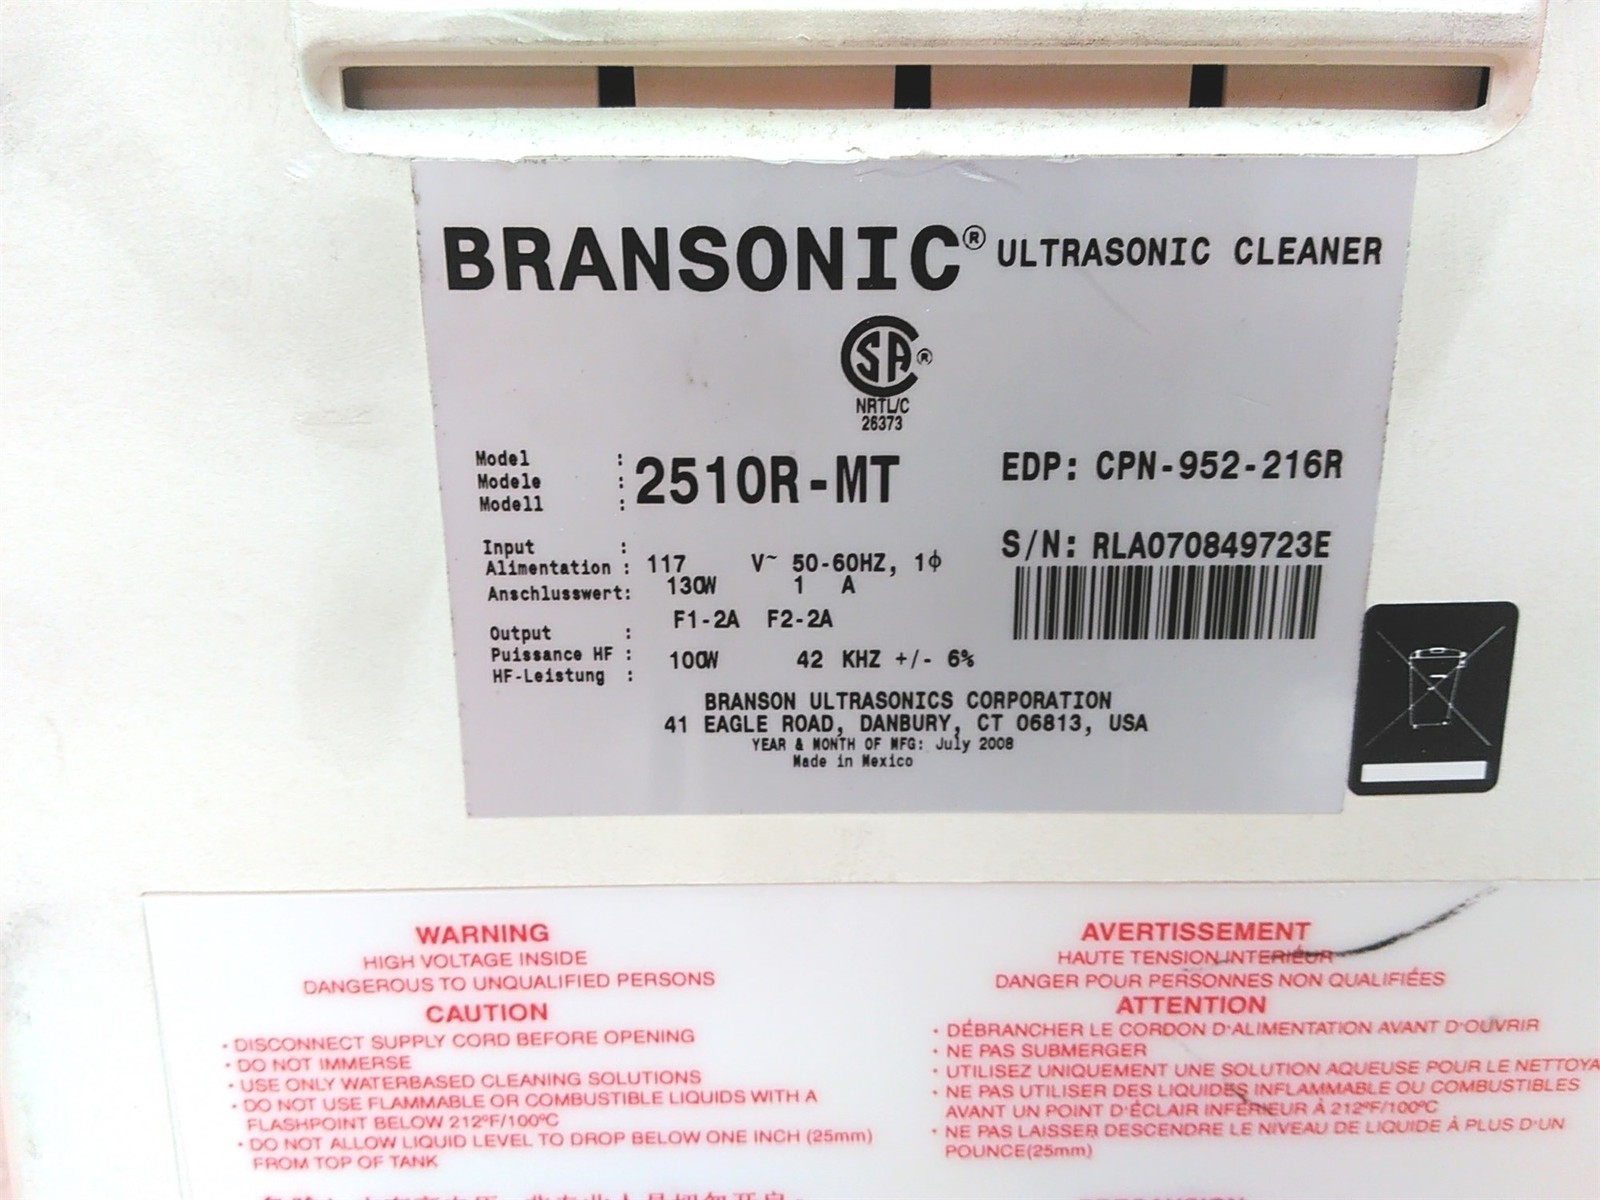 BRANSONIC® ULTRASONIC CLEANER
SA®
NRTL/C
26373
Model :
Modele : 2510R-MT
Modell :
EDP: CPN-952-216R
S/N: RLA070849723E
Input :
Alimentation : 117 V~ 50-60HZ, 1ϕ
Anschlusswert: 130W 1 A
F1-2A F2-2A
Output :
Puissance HF : 100W 42 KHZ +/- 6%
HF-Leistung :
BRANSON ULTRASONICS CORPORATION
41 EAGLE ROAD, DANBURY, CT 06813, USA
YEAR & MONTH OF MFG: July 2008
Made in Mexico
WARNING
HIGH VOLTAGE INSIDE
DANGEROUS TO UNQUALIFIED PERSONS
CAUTION
• DISCONNECT SUPPLY CORD BEFORE OPENING
• DO NOT IMMERSE
• USE ONLY WATERBASED CLEANING SOLUTIONS
• DO NOT USE FLAMMABLE OR COMBUSTIBLE LIQUIDS WITH A
FLASHPOINT BELOW 212ºF/100ºC
• DO NOT ALLOW LIQUID LEVEL TO DROP BELOW ONE INCH (25mm)
FROM TOP OF TANK
AVERTISSEMENT
HAUTE TENSION INTERIEUR
DANGER POUR PERSONNES NON QUALIFIÉES
ATTENTION
• DÉBRANCHER LE CORDON D'ALIMENTATION AVANT D'OUVRIR
• NE PAS SUBMERGER
• UTILISEZ UNIQUEMENT UNE SOLUTION AQUEUSE POUR LE NETTOYA
• NE PAS UTILISER DES LIQUIDES INFLAMMABLE OU COMBUSTIBLES
AVANT UN POINT D'ÉCLAIR INFÉRIEUR À 212ºF/100ºC
• NE PAS LAISSER DESCENDRE LE NIVEAU DE LIQUIDE À PLUS D'UN
POUNCE(25mm)